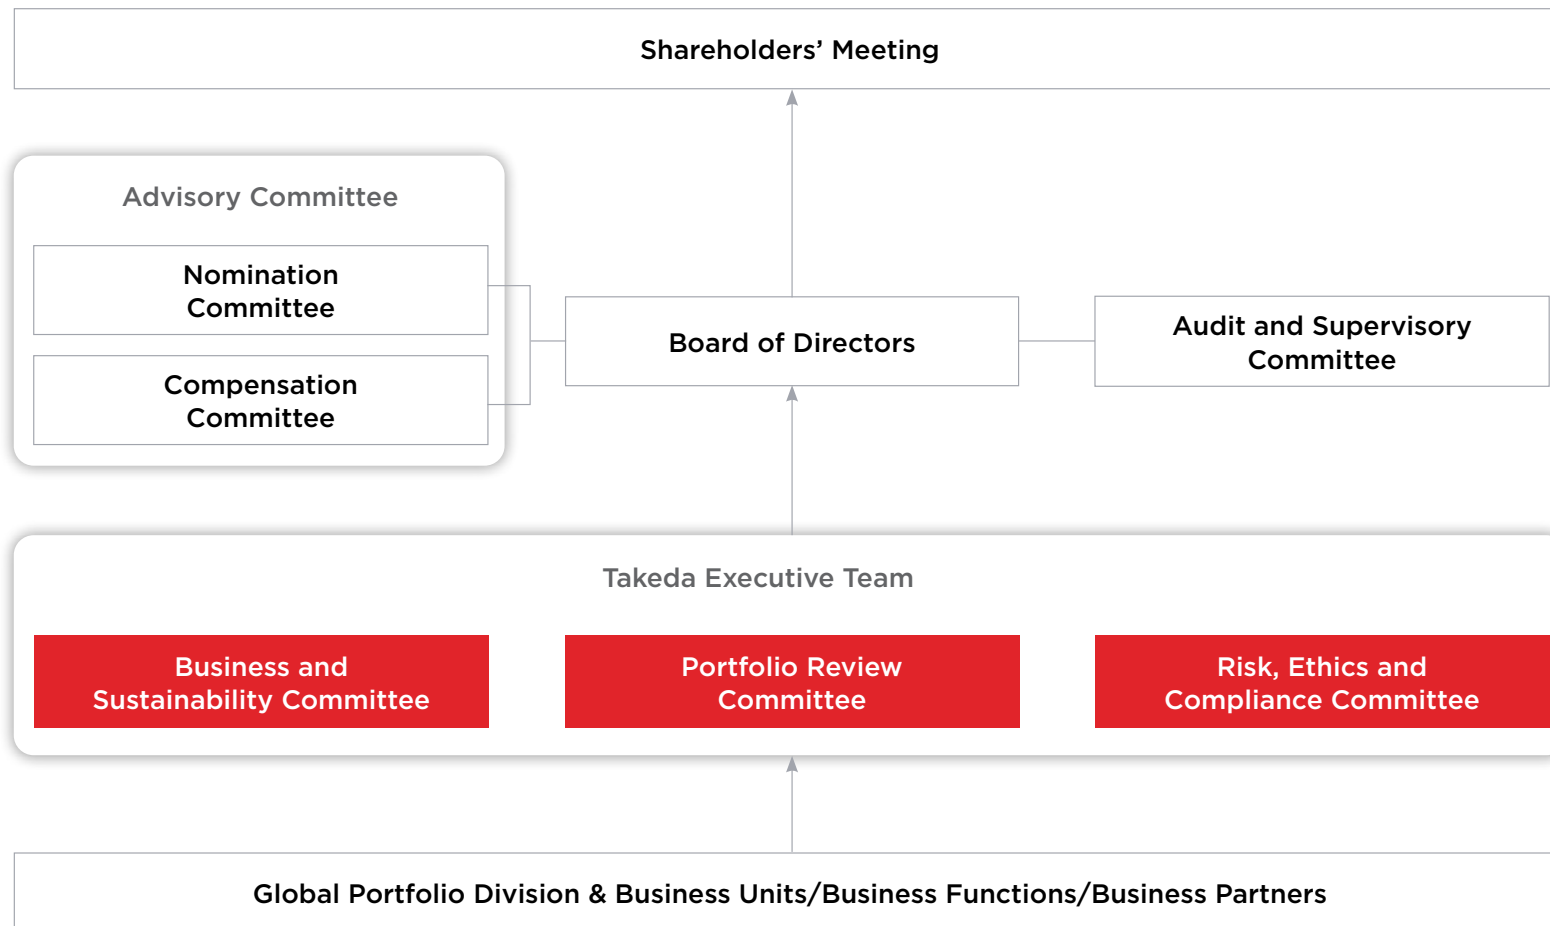 Shareholders’ Meeting
Advisory Committee
Nomination
Committee
Compensation
Committee
Board of Directors
Audit and Supervisory
Committee
Takeda Executive Team
Business and
Sustainability Committee
Portfolio Review
Committee
Risk, Ethics and
Compliance Committee
Global Portfolio Division & Business Units/Business Functions/Business Partners